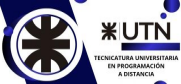 UTN
TECNICATURA UNIVERSITARIA
EN PROGRAMACIÓN
A DISTANCIA